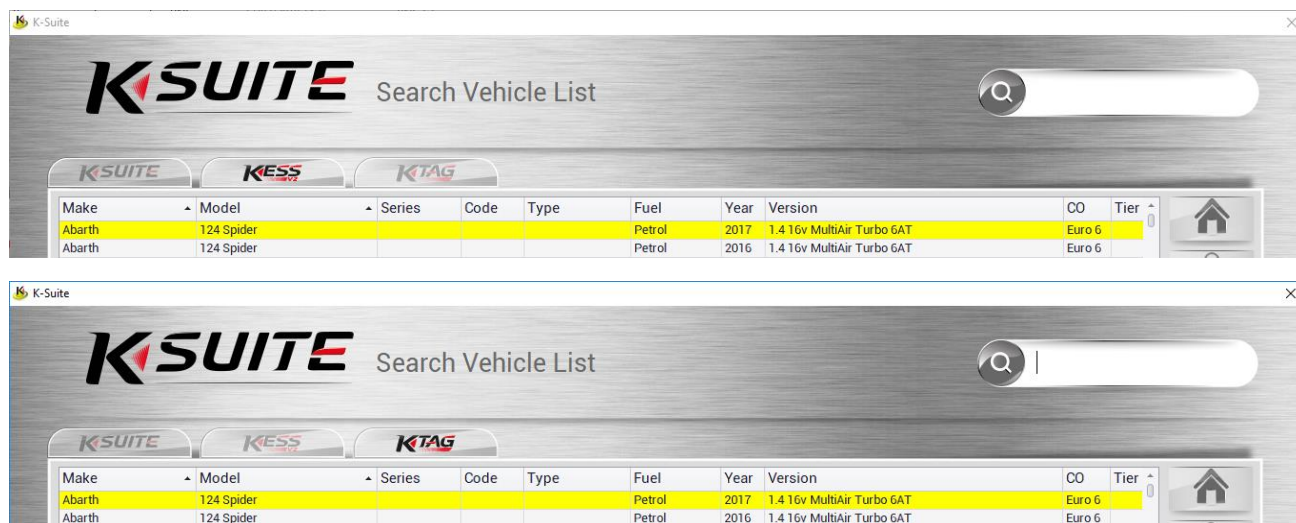 K-Suite
KSUITE Search Vehicle List
KSUITE KESS V2 KTAG
Make Model Series Code Type Fuel Year Version CO Tier
Abarth 124 Spider Petrol 2017 1.4 16v MultiAir Turbo 6AT Euro 6
Abarth 124 Spider Petrol 2016 1.4 16v MultiAir Turbo 6AT Euro 6
K-Suite
KSUITE Search Vehicle List
KSUITE KESS V2 KTAG
Make Model Series Code Type Fuel Year Version CO Tier
Abarth 124 Spider Petrol 2017 1.4 16v MultiAir Turbo 6AT Euro 6
Abarth 124 Spider Petrol 2016 1.4 16v MultiAir Turbo 6AT Euro 6